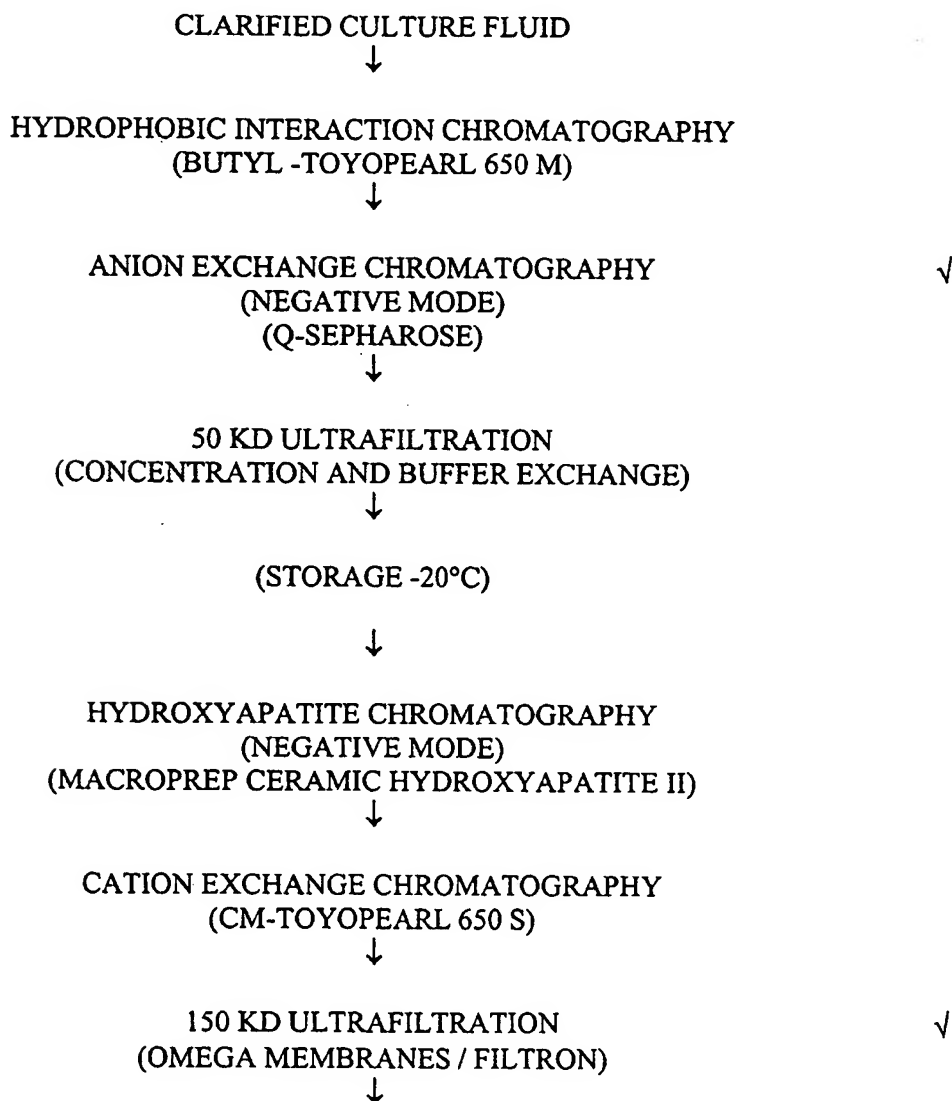 CLARIFIED CULTURE FLUID
↓
HYDROPHOBIC INTERACTION CHROMATOGRAPHY
(BUTYL -TOYOPEARL 650 M)
↓
ANION EXCHANGE CHROMATOGRAPHY √
(NEGATIVE MODE)
(Q-SEPHAROSE)
↓
50 KD ULTRAFILTRATION
(CONCENTRATION AND BUFFER EXCHANGE)
↓
(STORAGE -20°C)
↓
HYDROXYAPATITE CHROMATOGRAPHY
(NEGATIVE MODE)
(MACROPREP CERAMIC HYDROXYAPATITE II)
↓
CATION EXCHANGE CHROMATOGRAPHY
(CM-TOYOPEARL 650 S)
↓
150 KD ULTRAFILTRATION √
(OMEGA MEMBRANES / FILTRON)
↓